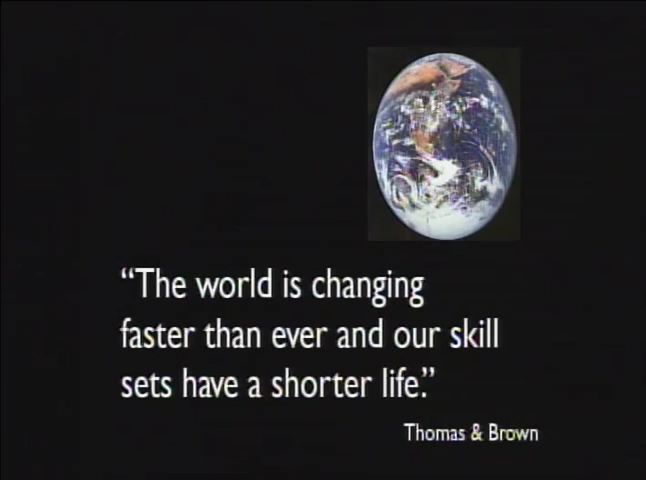 “The world is changing
faster than ever and our skill
sets have a shorter life.”
Thomas & Brown